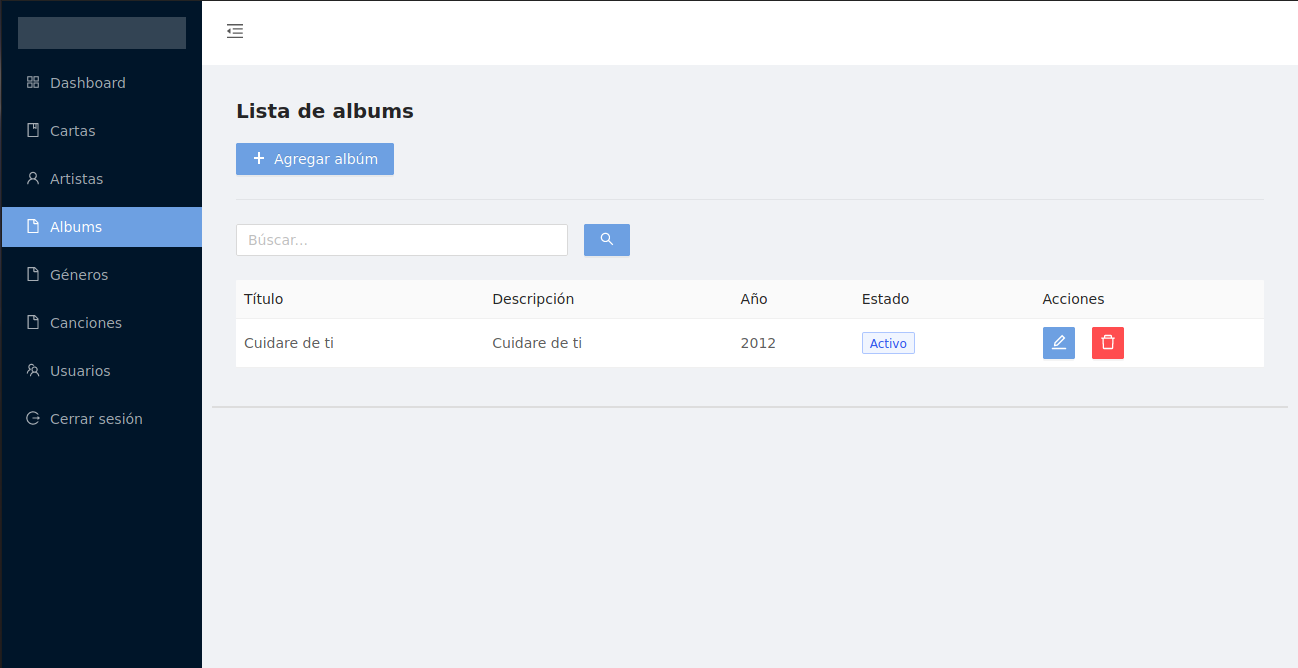 Dashboard
Cartas
Artistas
Albums
Géneros
Canciones
Usuarios
Cerrar sesión
Lista de albums
Agregar albúm
Búscar...
Título Descripción Año Estado Acciones
Cuidare de ti Cuidare de ti 2012 Activo